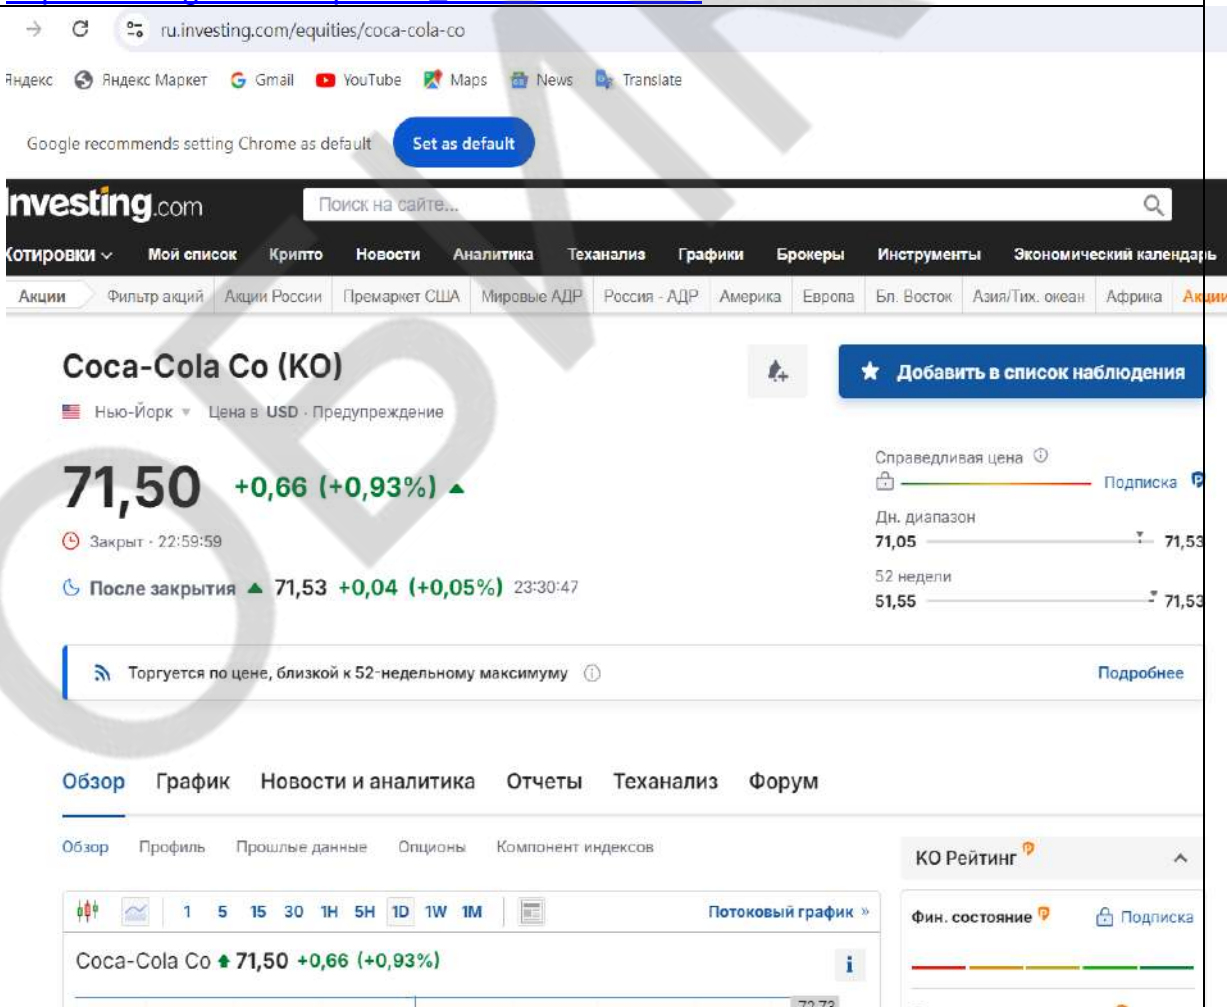 ru.investing.com/equities/coca-cola-co
Яндекс Яндекс Маркет Gmail YouTube Maps News Translate
Google recommends setting Chrome as default Set as default
Investing.com Поиск на сайте...
Котировки Мой список Крипто Новости Аналитика Теханализ Графики Брокеры Инструменты Экономический календарь
Акции Фильтр акций Акции России Премаркет США Мировые АДР Россия - АДР Америка Европа Бл. Восток Азия/Тих. океан Африка Акции
Coca-Cola Co (KO) Добавить в список наблюдения
Нью-Йорк Цена в USD · Предупреждение
Справедливая цена
71,50 +0,66 (+0,93%) Подписка
Дн. диапазон
Закрыт · 22:59:59 71,05 71,53
52 недели
После закрытия 71,53 +0,04 (+0,05%) 23:30:47
51,55 71,53
Торгуется по цене, близкой к 52-недельному максимуму Подробнее
Обзор График Новости и аналитика Отчеты Теханализ Форум
Обзор Профиль Прошлые данные Опционы Компонент индексов
KO Рейтинг
1 5 15 30 1H 5H 1D 1W 1M Потоковый график »
Фин. состояние Подписка
Coca-Cola Co 71,50 +0,66 (+0,93%)
72,73